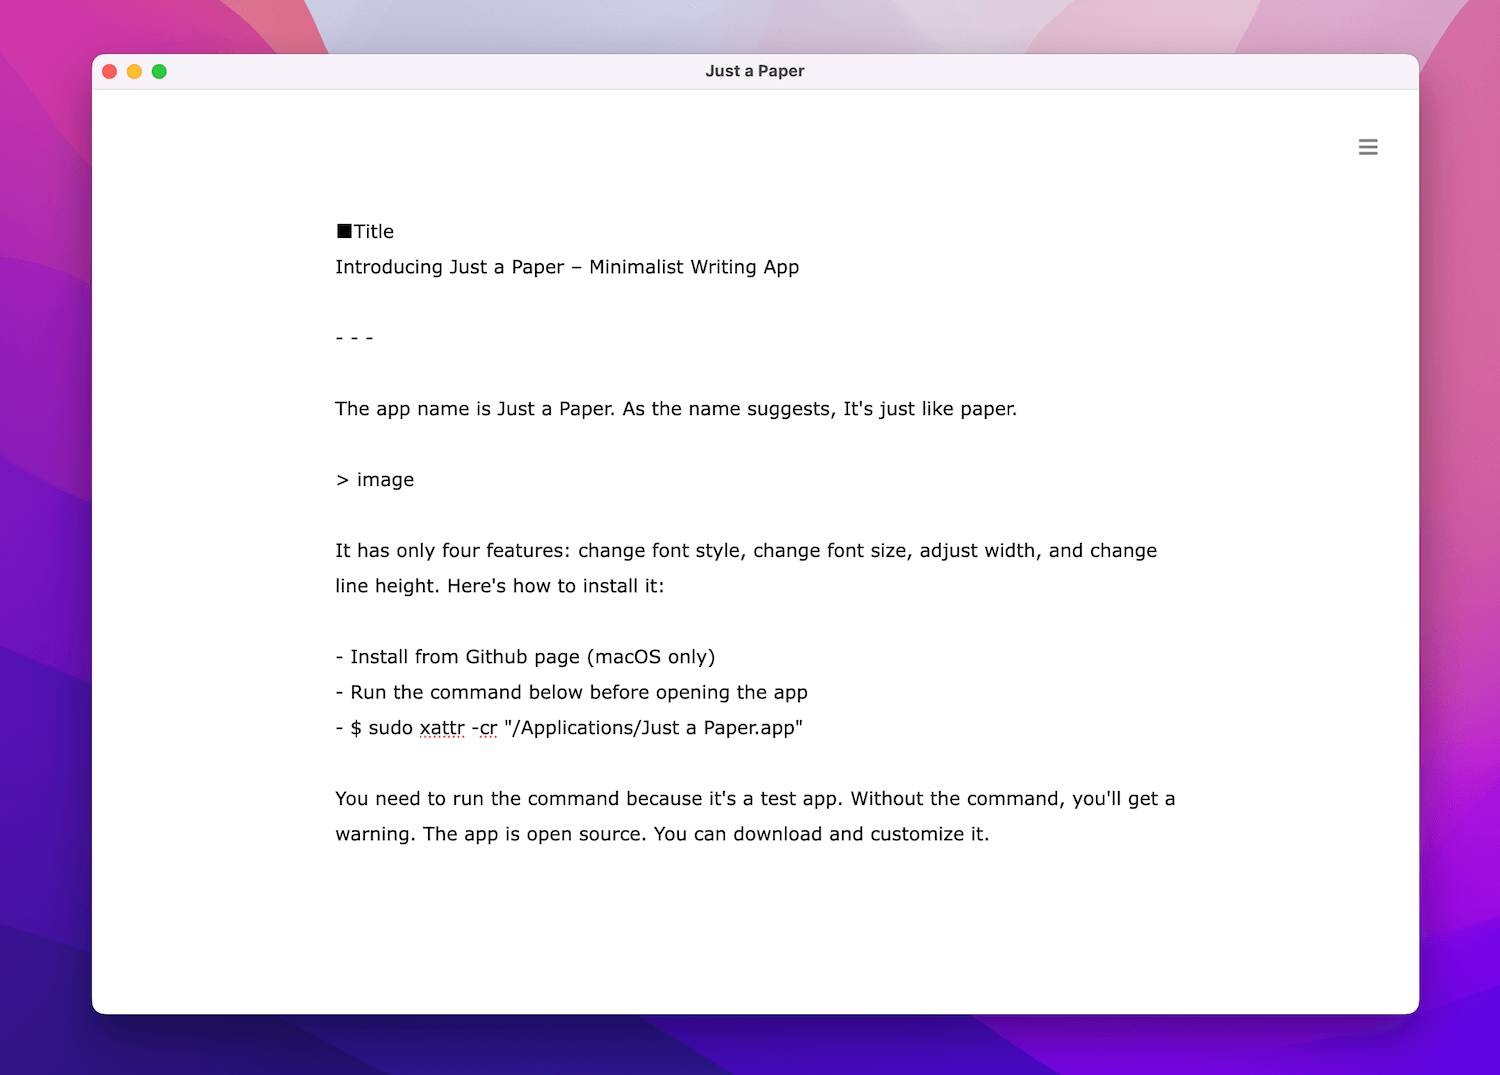 Just a Paper
■Title
Introducing Just a Paper – Minimalist Writing App
- - -
The app name is Just a Paper. As the name suggests, It's just like paper.
> image
It has only four features: change font style, change font size, adjust width, and change
line height. Here's how to install it:
- Install from Github page (macOS only)
- Run the command below before opening the app
- $ sudo xattr -cr "/Applications/Just a Paper.app"
You need to run the command because it's a test app. Without the command, you'll get a
warning. The app is open source. You can download and customize it.